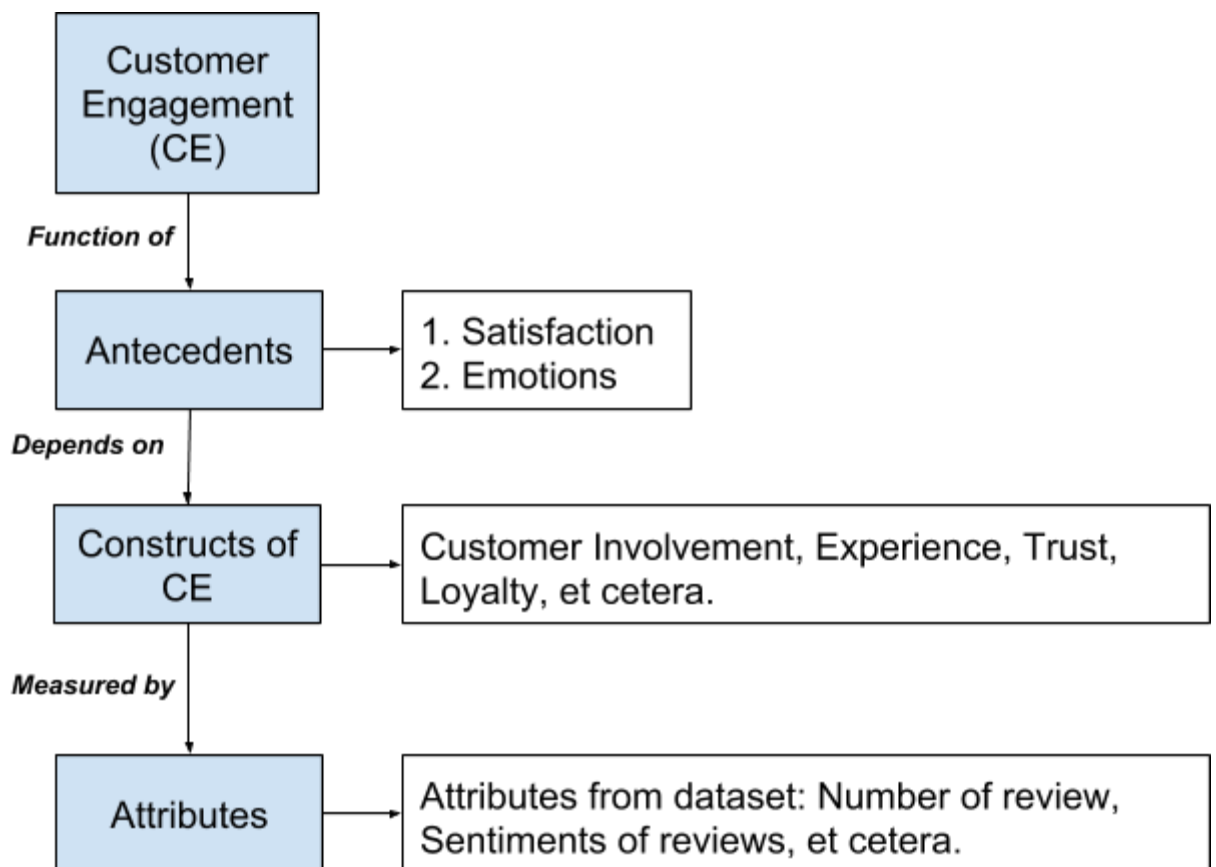 Customer
Engagement
(CE)
Function of
Antecedents
1. Satisfaction
2. Emotions
Depends on
Constructs of
CE
Customer Involvement, Experience, Trust,
Loyalty, et cetera.
Measured by
Attributes
Attributes from dataset: Number of review,
Sentiments of reviews, et cetera.